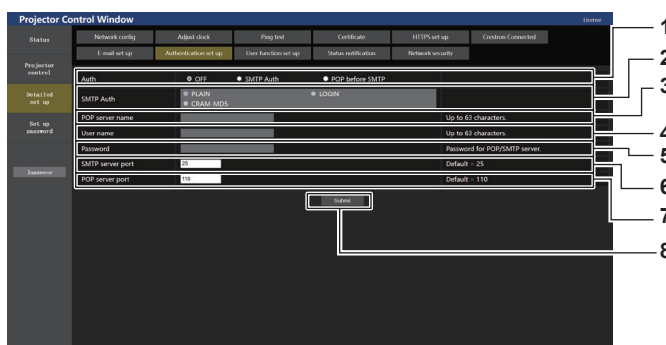 Projector Control Window
License
Status
Network config
Adjust clock
Ping test
Certificate
HTTPS set up
Crestron Connected
E-mail set up
Authentication set up
User function set up
Status notification
Network security
Projector
control
Detailed
set up
Set up
password
Japanese
Auth
OFF
SMTP Auth
POP before SMTP
1
SMTP Auth
PLAIN
LOGIN
CRAM-MD5
2
POP server name
Up to 63 characters.
3
User name
Up to 63 characters.
4
Password
Password for POP/SMTP server.
5
SMTP server port
25
Default = 25
6
POP server port
110
Default = 110
7
Submit
8